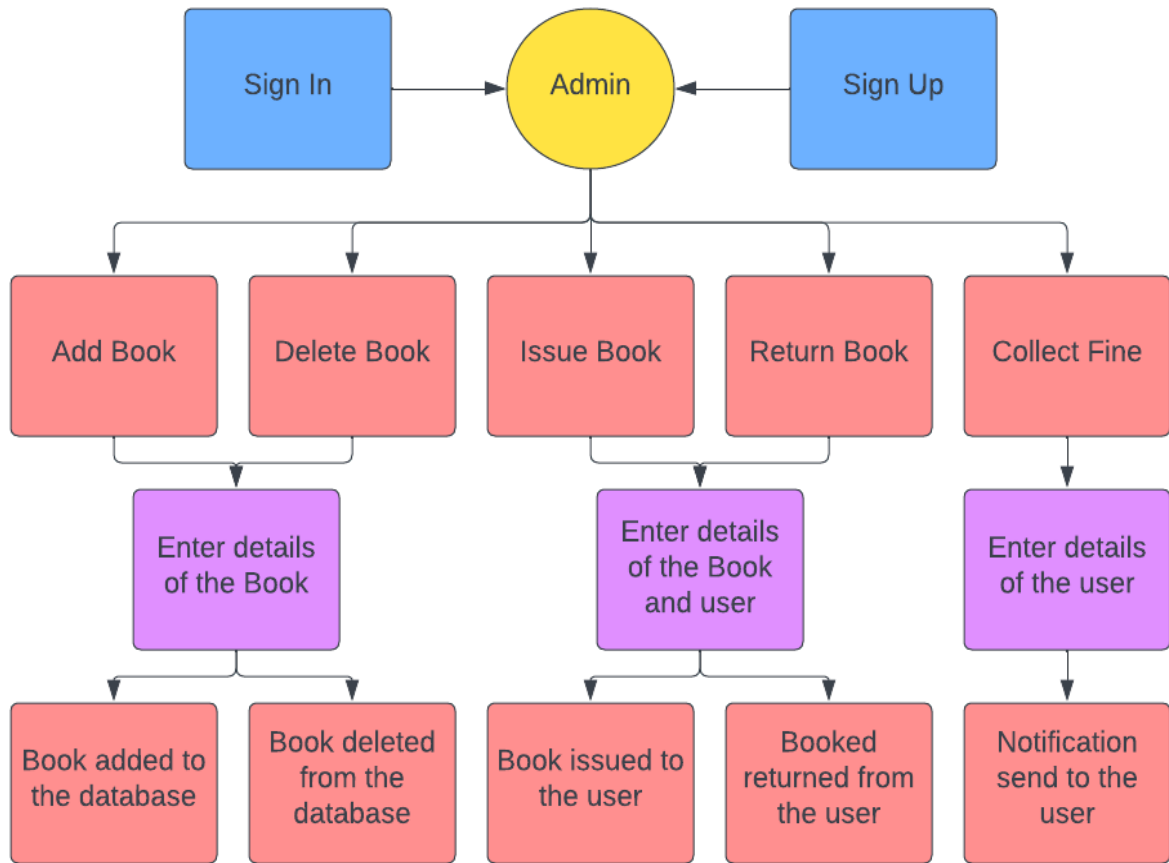 Sign In
Admin
Sign Up
Add Book
Delete Book
Issue Book
Return Book
Collect Fine
Enter details
of the Book
Enter details
of the Book
and user
Enter details
of the user
Book added to
the database
Book deleted
from the
database
Book issued to
the user
Booked
returned from
the user
Notification
send to the
user